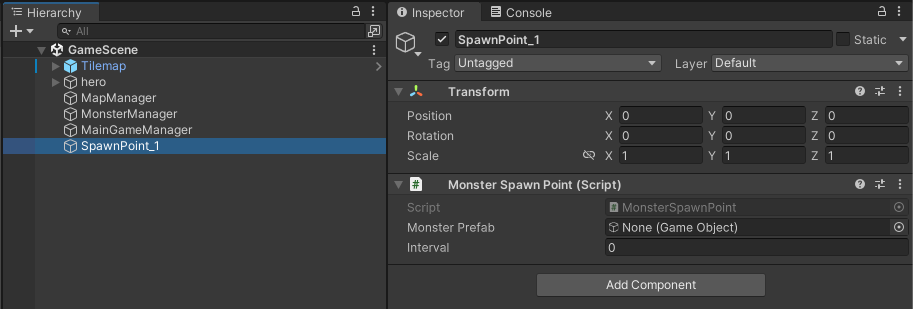 Hierarchy
All
GameScene
Tilemap
hero
MapManager
MonsterManager
MainGameManager
SpawnPoint_1
Inspector Console
SpawnPoint_1 Static
Tag Untagged Layer Default
Transform
Position X 0 Y 0 Z 0
Rotation X 0 Y 0 Z 0
Scale X 1 Y 1 Z 1
# Monster Spawn Point (Script)
Script # MonsterSpawnPoint
Monster Prefab None (Game Object)
Interval 0
Add Component